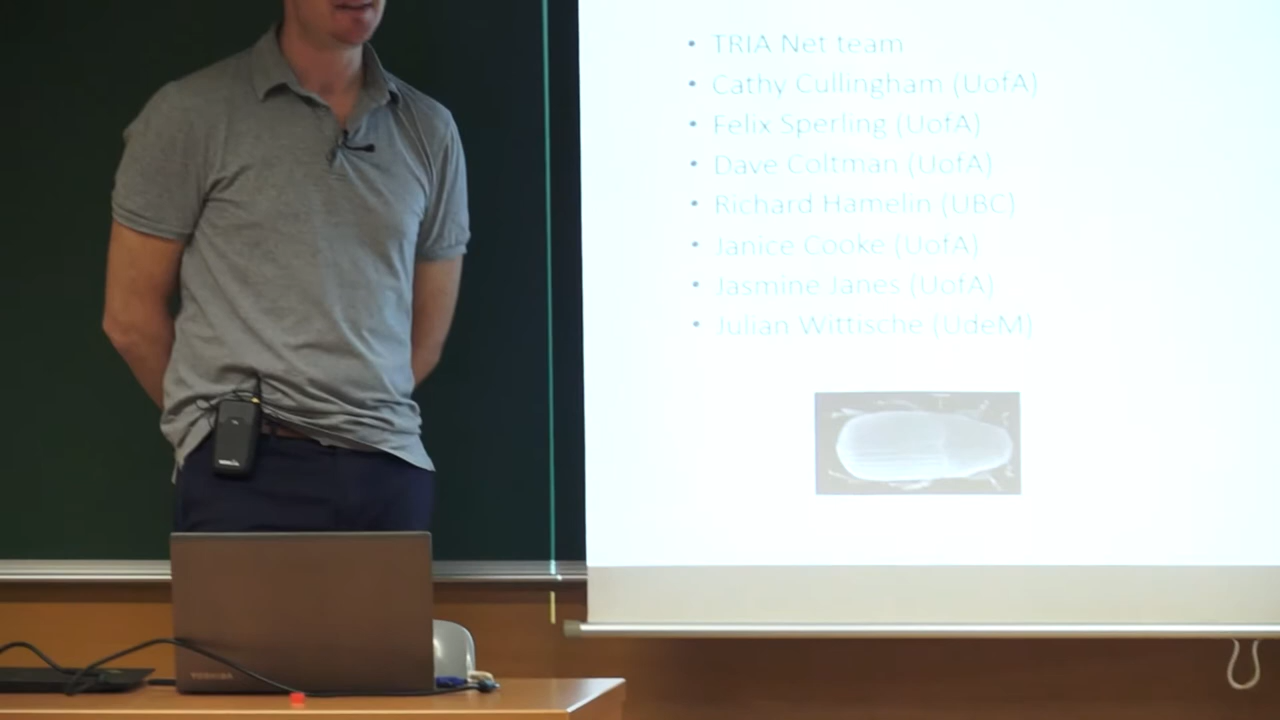 • TRIA Net team
• Cathy Cullingham (UofA)
• Felix Sperling (UofA)
• Dave Coltman (UofA)
• Richard Hamelin (UBC)
• Janice Cooke (UofA)
• Jasmine Janes (UofA)
• Julian Wittische (UdeM)
TOSHIBA